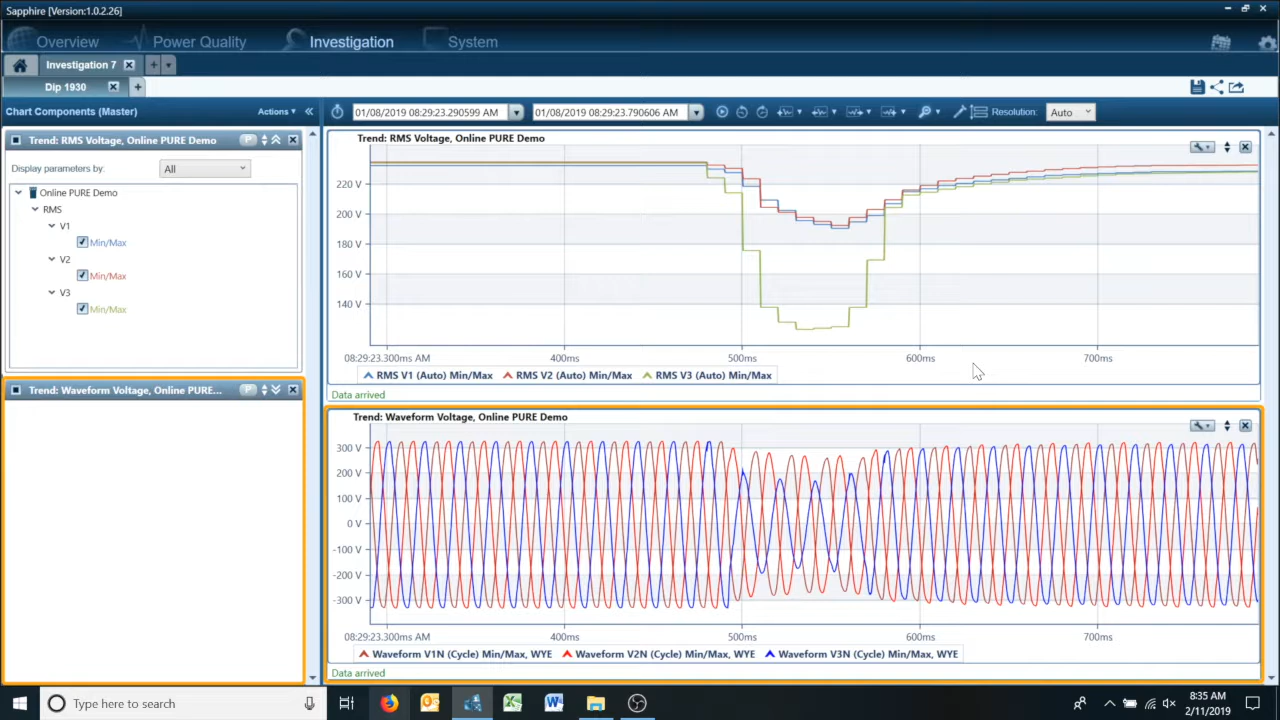 Sapphire [Version:1.0.2.26]
Overview
Power Quality
Investigation
System
Investigation 7
Dip 1930
Chart Components (Master)
Actions
01/08/2019 08:29:23.290599 AM
01/08/2019 08:29:23.790606 AM
Resolution:
Auto
Trend: RMS Voltage, Online PURE Demo
P
Display parameters by:
All
Online PURE Demo
RMS
V1
Min/Max
V2
Min/Max
V3
Min/Max
Trend: Waveform Voltage, Online PURE...
P
Trend: RMS Voltage, Online PURE Demo
220 V
200 V
180 V
160 V
140 V
08:29:23.300ms AM
400ms
500ms
600ms
700ms
RMS V1 (Auto) Min/Max
RMS V2 (Auto) Min/Max
RMS V3 (Auto) Min/Max
Data arrived
Trend: Waveform Voltage, Online PURE Demo
300 V
200 V
100 V
0 V
-100 V
-200 V
-300 V
08:29:23.300ms AM
400ms
500ms
600ms
700ms
Waveform V1N (Cycle) Min/Max, WYE
Waveform V2N (Cycle) Min/Max, WYE
Waveform V3N (Cycle) Min/Max, WYE
Data arrived
Type here to search
8:35 AM
2/11/2019